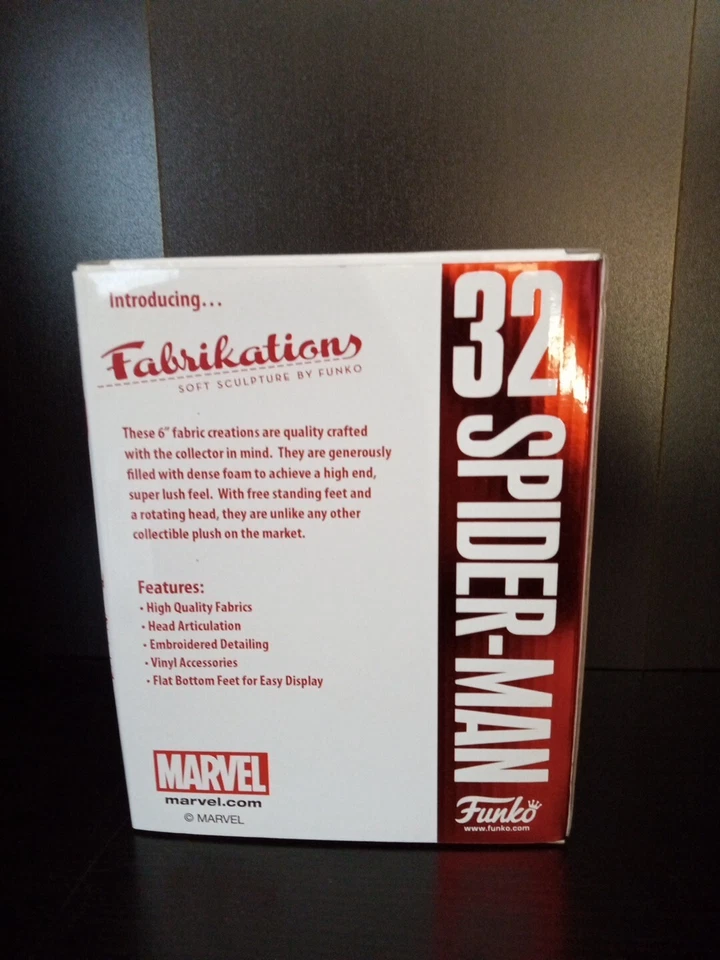 Introducing...
Fabrikations
SOFT SCULPTURE BY FUNKO
These 6" fabric creations are quality crafted
with the collector in mind. They are generously
filled with dense foam to achieve a high end,
super lush feel. With free standing feet and
a rotating head, they are unlike any other
collectible plush on the market.
Features:
• High Quality Fabrics
• Head Articulation
• Embroidered Detailing
• Vinyl Accessories
• Flat Bottom Feet for Easy Display
MARVEL
marvel.com
© MARVEL
32
SPIDER-MAN
Funko
www.funko.com